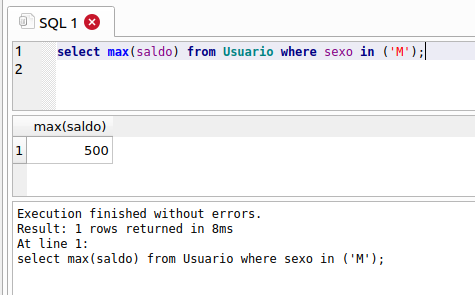 SQL 1
1 select max(saldo) from Usuario where sexo in ('M');
2
max(saldo)
1 500
Execution finished without errors.
Result: 1 rows returned in 8ms
At line 1:
select max(saldo) from Usuario where sexo in ('M');